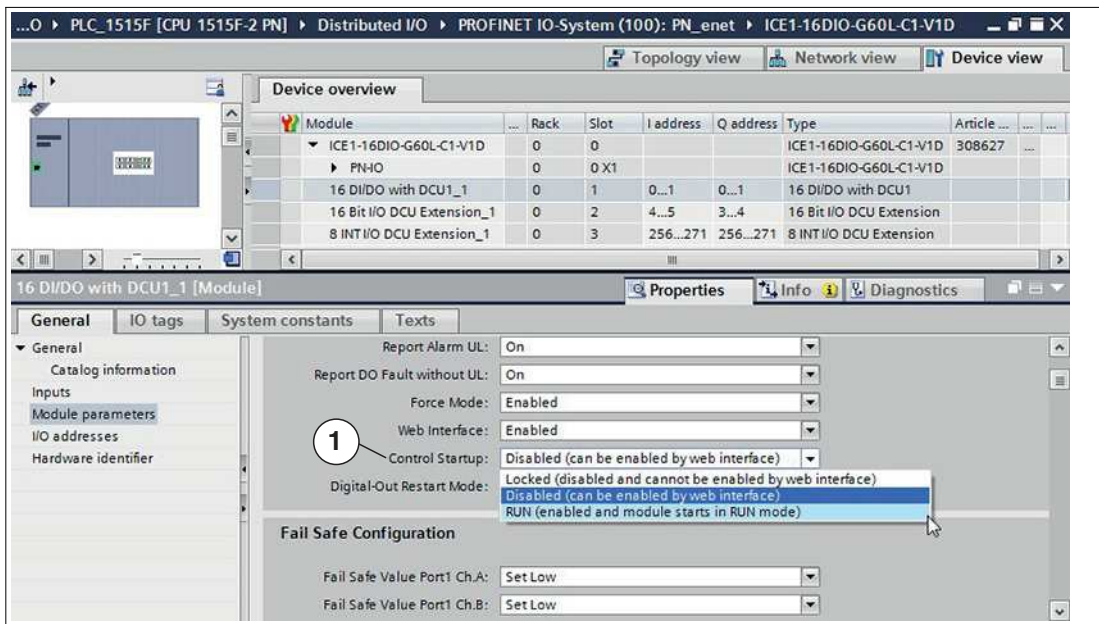 ...O ▸ PLC_1515F [CPU 1515F-2 PN] ▸ Distributed I/O ▸ PROFINET IO-System (100): PN_enet ▸ ICE1-16DIO-G60L-C1-V1D
Topology view Network view Device view
Device overview
Module ... Rack Slot I address Q address Type Article ... ... ...
ICE1-16DIO-G60L-C1-V1D 0 0 ICE1-16DIO-G60L-C1-V1D 308627 ...
PN-IO 0 0 X1 ICE1-16DIO-G60L-C1-V1D
16 DI/DO with DCU1_1 0 1 0...1 0...1 16 DI/DO with DCU1
16 Bit I/O DCU Extension_1 0 2 4...5 3...4 16 Bit I/O DCU Extension
8 INT I/O DCU Extension_1 0 3 256...271 256...271 8 INT I/O DCU Extension
16 DI/DO with DCU1_1 [Module]
Properties Info Diagnostics
General IO tags System constants Texts
General
Catalog information
Inputs
Module parameters
I/O addresses
Hardware identifier
Report Alarm UL: On
Report DO Fault without UL: On
Force Mode: Enabled
Web Interface: Enabled
1
Control Startup: Disabled (can be enabled by web interface)
Digital-Out Restart Mode:
Locked (disabled and cannot be enabled by web interface)
Disabled (can be enabled by web interface)
RUN (enabled and module starts in RUN mode)
Fail Safe Configuration
Fail Safe Value Port1 Ch.A: Set Low
Fail Safe Value Port1 Ch.B: Set Low